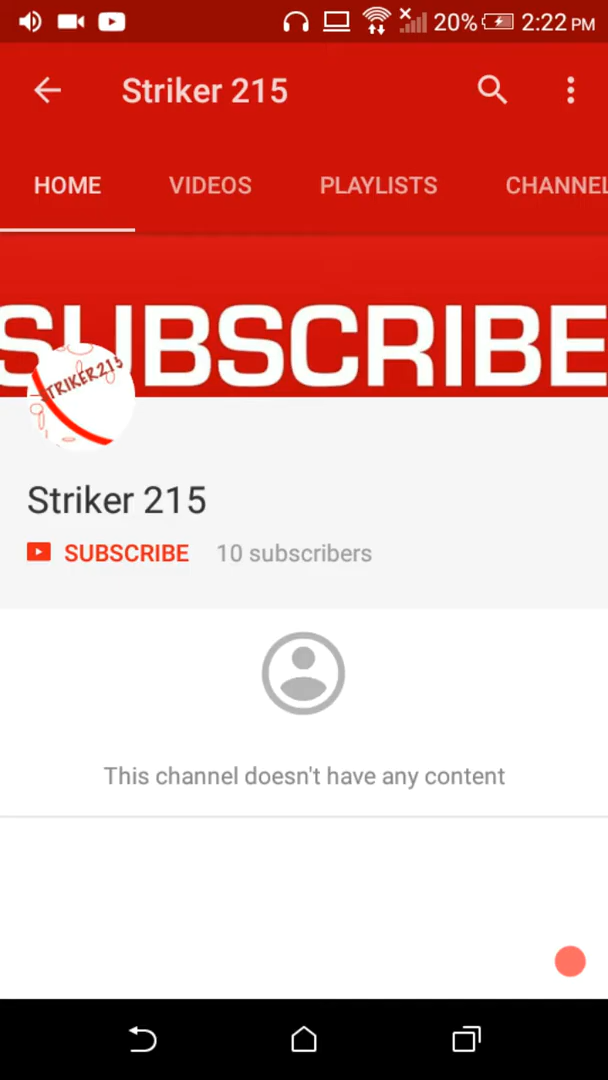 20% 2:22 PM
Striker 215
HOME VIDEOS PLAYLISTS CHANNEL
SUBSCRIBE
STRIKER215
Striker 215
SUBSCRIBE 10 subscribers
This channel doesn't have any content